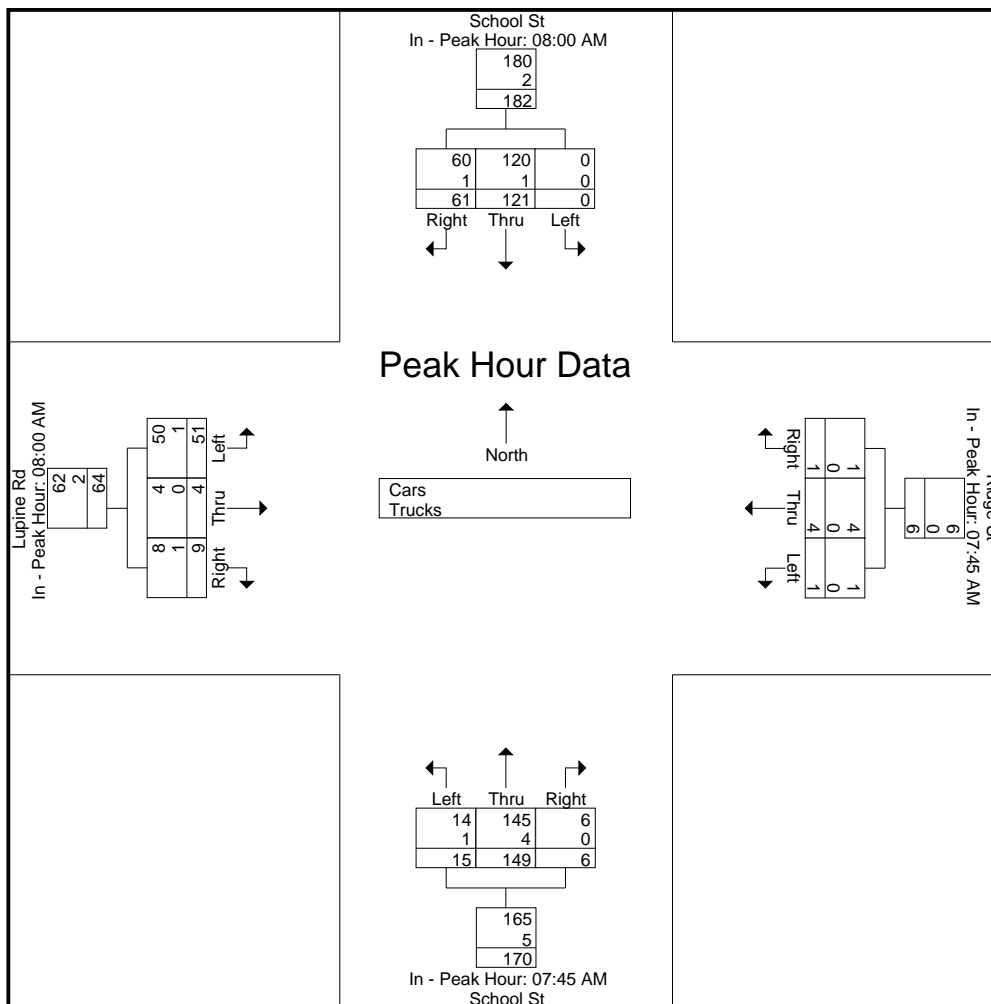 School St
In - Peak Hour: 08:00 AM
180
2
182
60 120 0
1 1 0
61 121 0
Right Thru Left
Peak Hour Data
North
Cars
Trucks
Lupine Rd
In - Peak Hour: 08:00 AM
62
2
64
50 1 51
Left
4 0 4
Thru
8 1 9
Right
Right
1 0 1
Thru
4 0 4
Left
1 0 1
6
0
6
In - Peak Hour: 07:45 AM
Ridge St
Left Thru Right
14 145 6
1 4 0
15 149 6
165
5
170
In - Peak Hour: 07:45 AM
School St